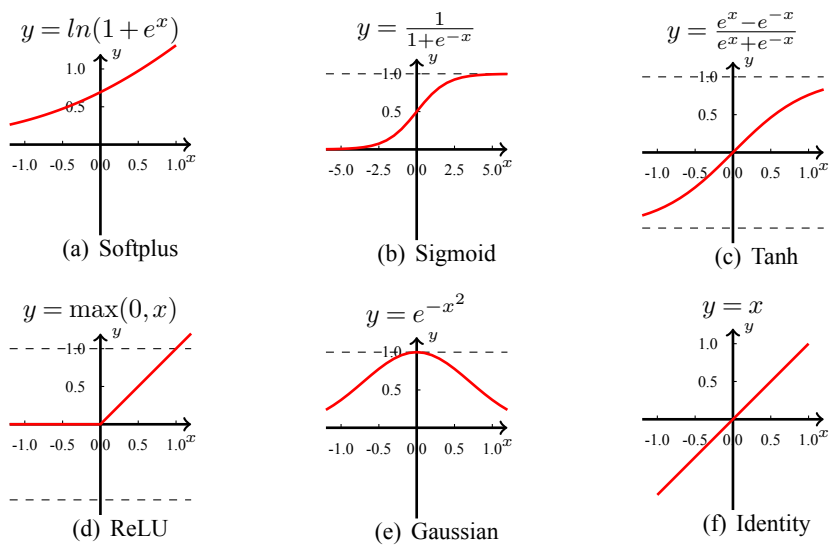 y = ln(1 + e^x)
y
1.0
0.5
-1.0 -0.5 0.0 0.5 1.0 x
(a) Softplus
y = 1/(1+e^{-x})
y
1.0
0.5
-5.0 -2.5 0.0 2.5 5.0 x
(b) Sigmoid
y = (e^x − e^{-x})/(e^x + e^{-x})
y
1.0
0.5
-1.0 -0.5 0.0 0.5 1.0 x
(c) Tanh
y = max(0, x)
y
1.0
0.5
-1.0 -0.5 0.0 0.5 1.0 x
(d) ReLU
y = e^{-x^2}
y
1.0
0.5
-1.0 -0.5 0.0 0.5 1.0 x
(e) Gaussian
y = x
y
1.0
0.5
-1.0 -0.5 0.0 0.5 1.0 x
(f) Identity